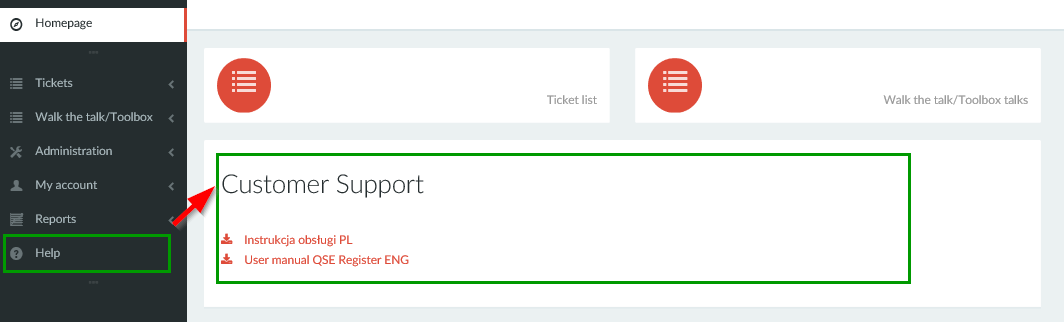 Homepage
Tickets
Walk the talk/Toolbox
Administration
My account
Reports
Help
Ticket list
Walk the talk/Toolbox talks
Customer Support
Instrukcja obsługi PL
User manual QSE Register ENG